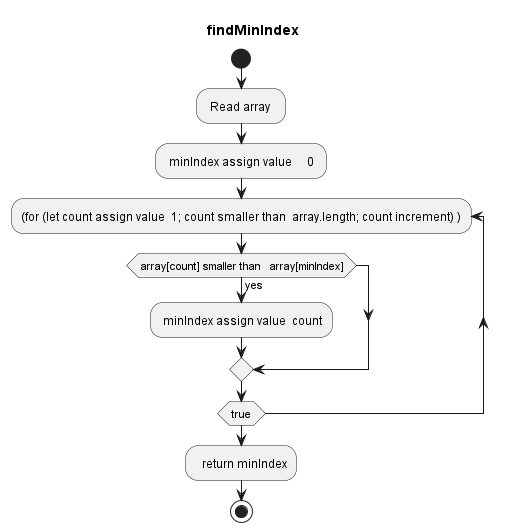 findMinIndex
Read array
minIndex assign value 0
(for (let count assign value 1; count smaller than array.length; count increment) )
array[count] smaller than array[minIndex]
yes
minIndex assign value count
true
return minIndex